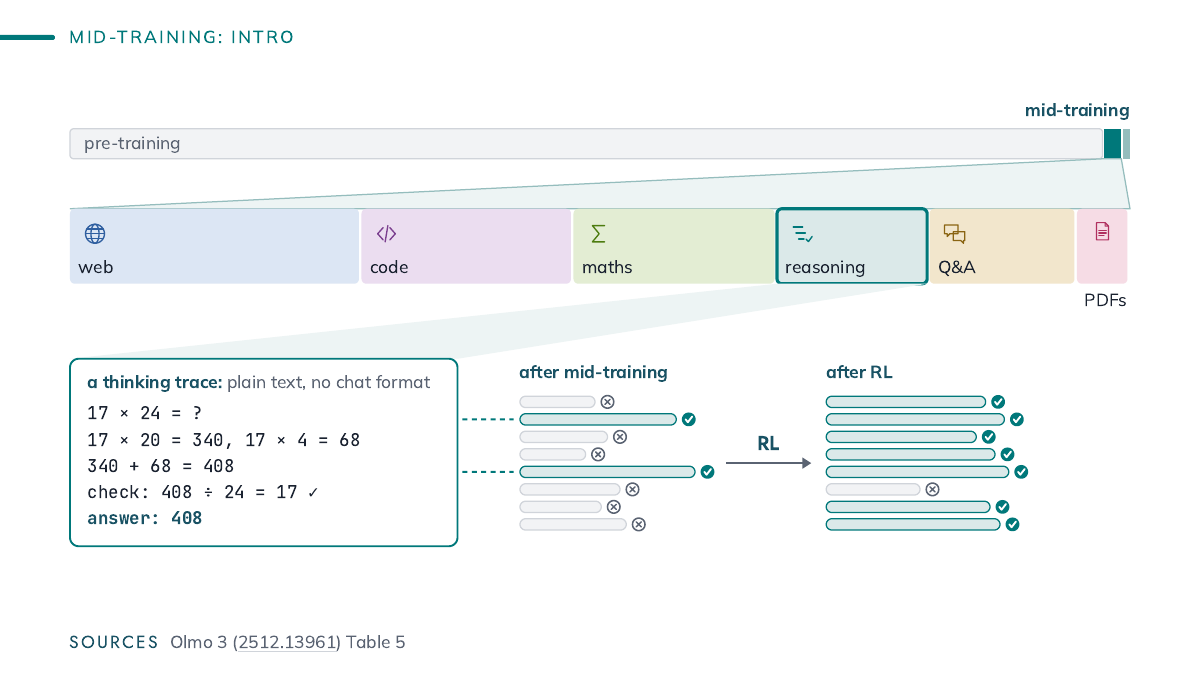 MID-TRAINING: INTRO
mid-training
pre-training
web
code
maths
reasoning
Q&A
PDFs
a thinking trace: plain text, no chat format
17 × 24 = ?
17 × 20 = 340, 17 × 4 = 68
340 + 68 = 408
check: 408 ÷ 24 = 17 ✓
answer: 408
after mid-training
RL
after RL
SOURCES Olmo 3 (2512.13961) Table 5